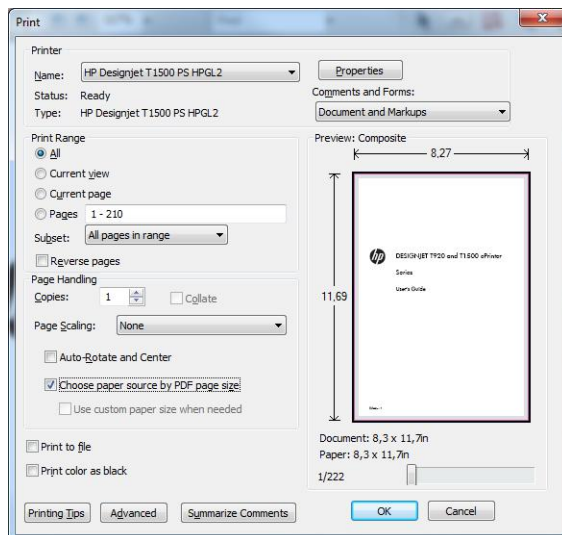 Print
Printer
Name:
HP Designjet T1500 PS HPGL2
Properties
Status: Ready
Comments and Forms:
Type: HP Designjet T1500 PS HPGL2
Document and Markups
Print Range
All
Current view
Current page
Pages 1 - 210
Subset: All pages in range
Reverse pages
Page Handling
Copies: 1
Collate
Page Scaling: None
Auto-Rotate and Center
Choose paper source by PDF page size
Use custom paper size when needed
Print to file
Print color as black
Printing Tips
Advanced
Summarize Comments
Preview: Composite
8,27
11,69
hp
DESIGNJET T920 and T1500 ePrinter
Series
User's Guide
Document: 8,3 x 11,7in
Paper: 8,3 x 11,7in
1/222
OK
Cancel